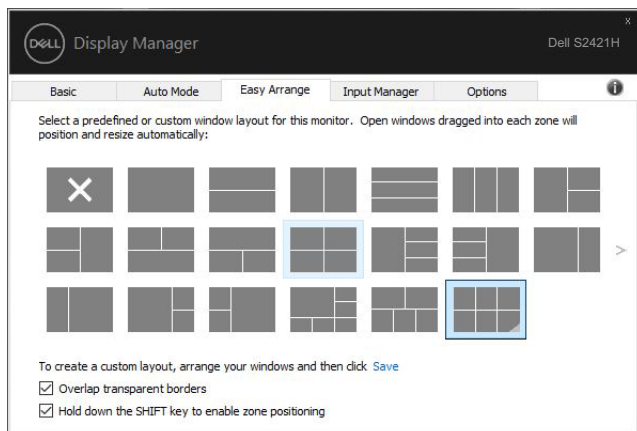 DELL Display Manager
x
Dell S2421H
Basic Auto Mode Easy Arrange Input Manager Options
Select a predefined or custom window layout for this monitor. Open windows dragged into each zone will
position and resize automatically:
To create a custom layout, arrange your windows and then click Save
Overlap transparent borders
Hold down the SHIFT key to enable zone positioning